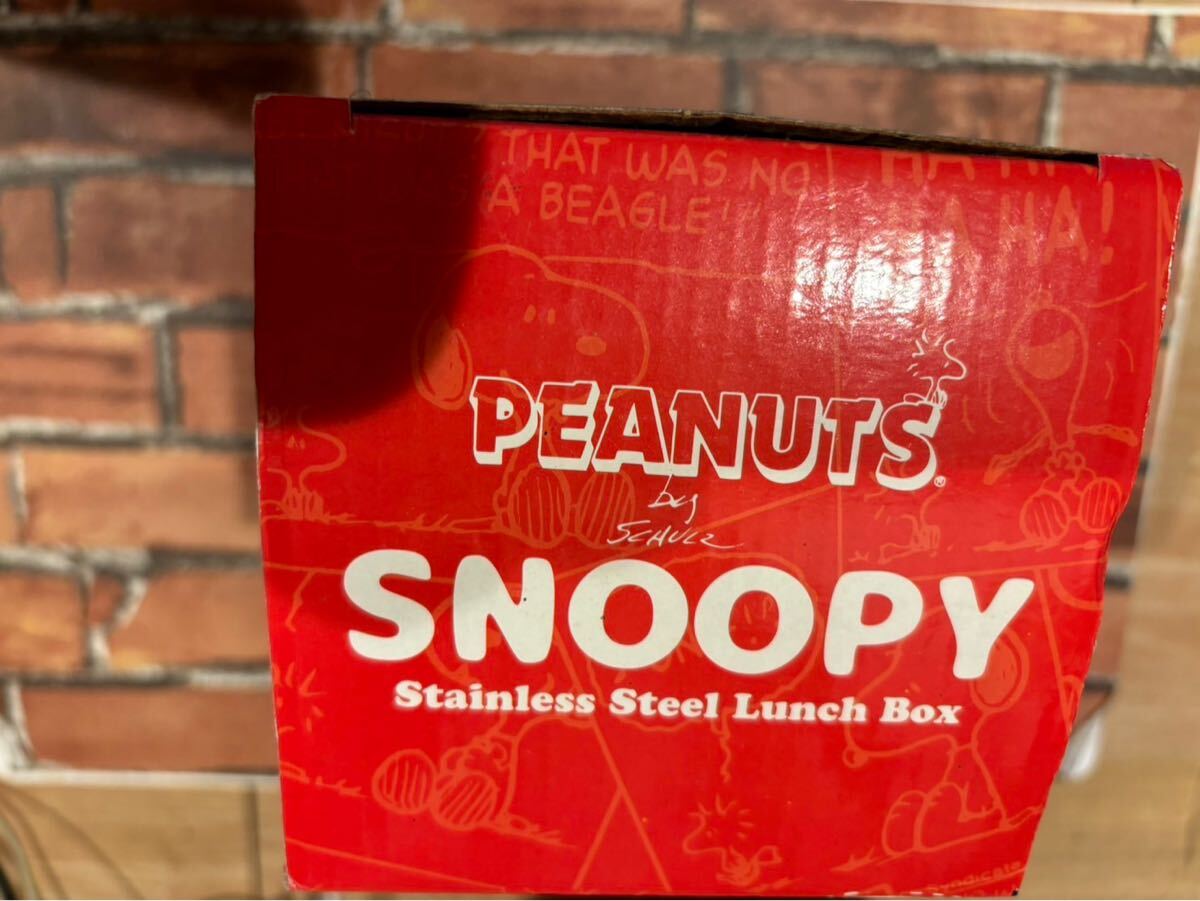 THAT WAS NO
A BEAGLE!!
HA HA!
PEANUTS®
by
SCHULZ
SNOOPY
Stainless Steel Lunch Box